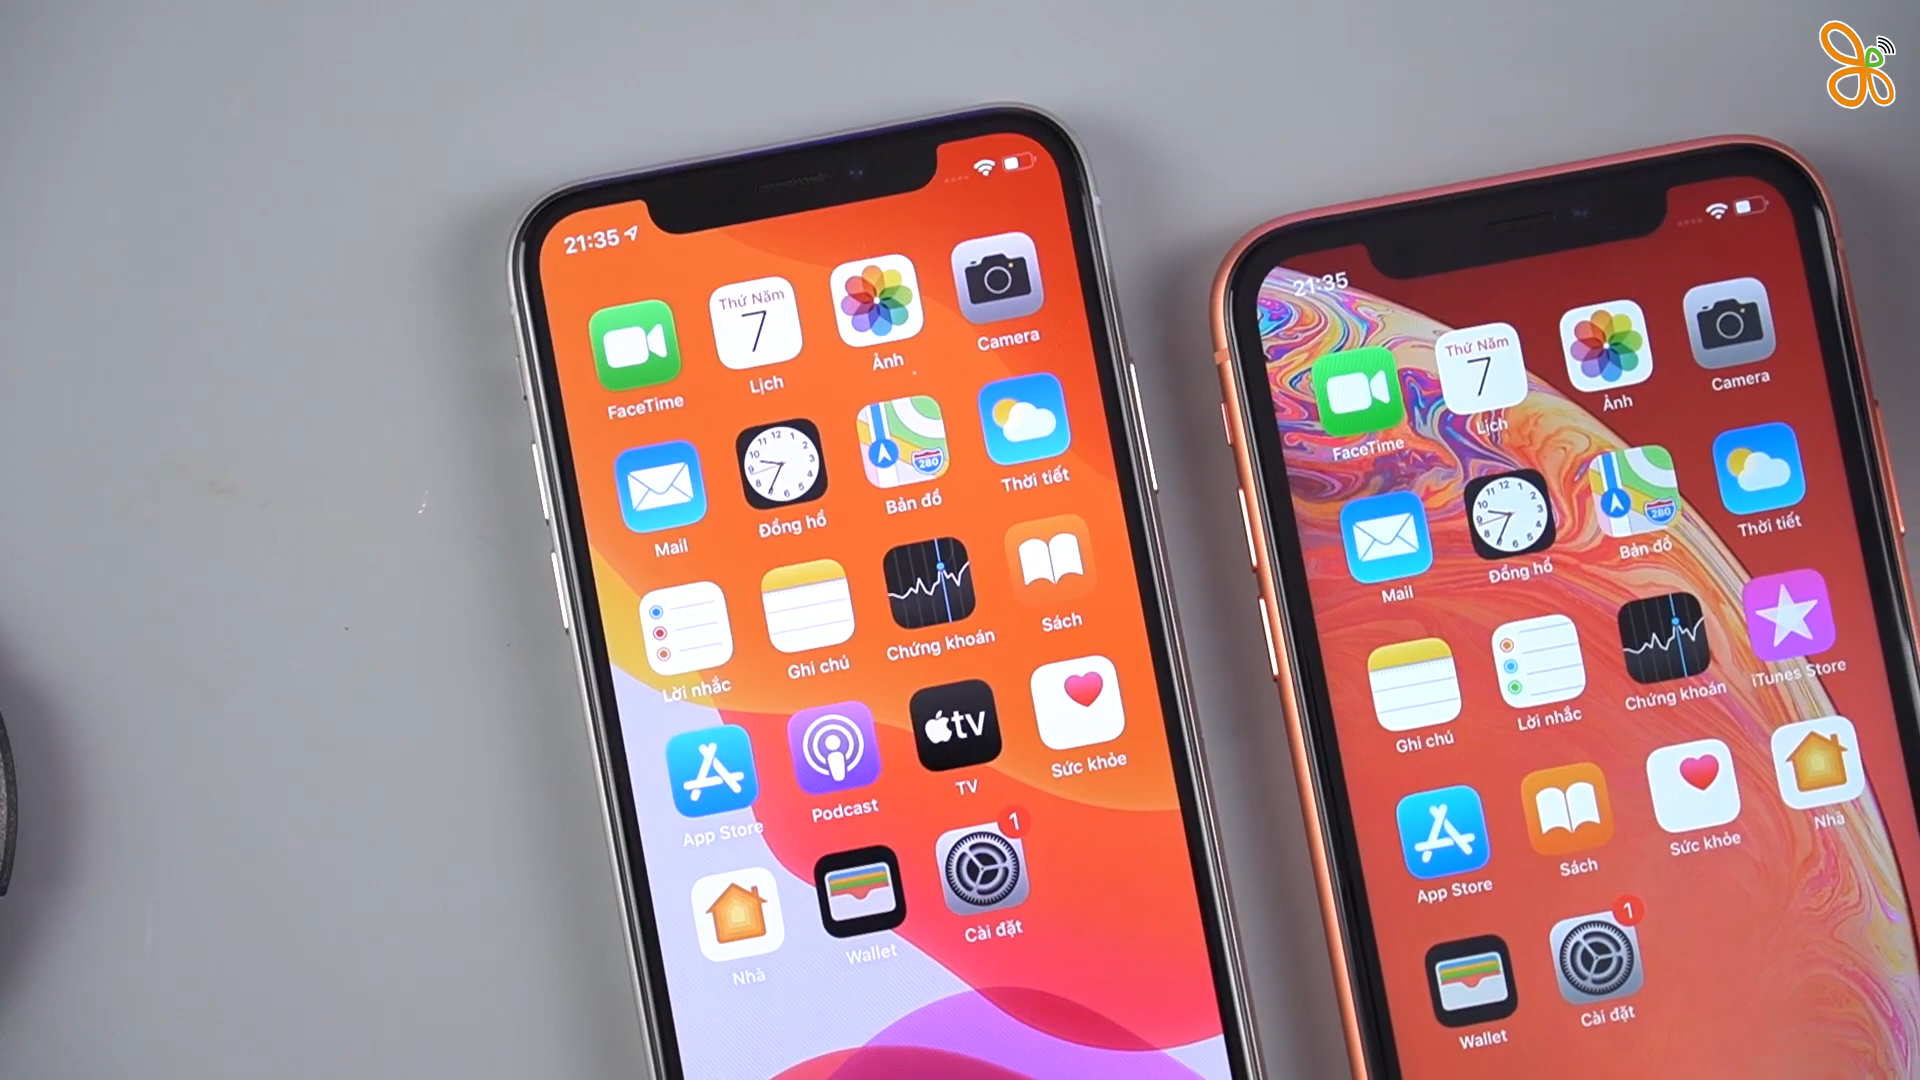 21:35
FaceTime
Thứ Năm
7
Lịch
Ảnh
Camera
Mail
Đồng hồ
280
Bản đồ
Thời tiết
Lời nhắc
Ghi chú
Chứng khoán
Sách
App Store
Podcast
tv
TV
Sức khỏe
Nhà
Wallet
1
Cài đặt
21:35
FaceTime
Thứ Năm
7
Lịch
Ảnh
Camera
Mail
Đồng hồ
280
Bản đồ
Thời tiết
Ghi chú
Lời nhắc
Chứng khoán
iTunes Store
App Store
Sách
Sức khỏe
Nhà
Wallet
1
Cài đặt